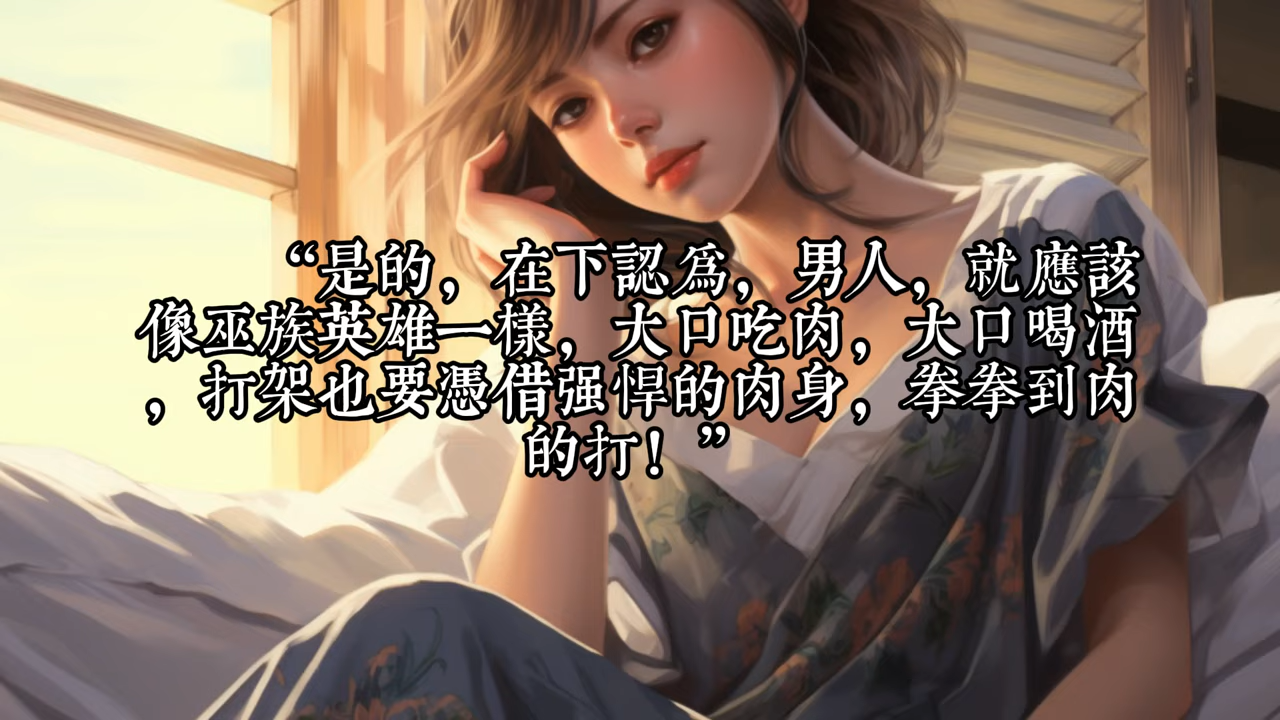 “是的，在下認爲，男人，就應該
像巫族英雄一樣，大口吃肉，大口喝酒
，打架也要憑借强悍的肉身，拳拳到肉
的打！”